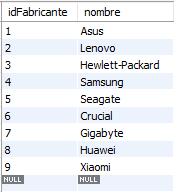 idFabricante nombre
1 Asus
2 Lenovo
3 Hewlett-Packard
4 Samsung
5 Seagate
6 Crucial
7 Gigabyte
8 Huawei
9 Xiaomi
NULL NULL